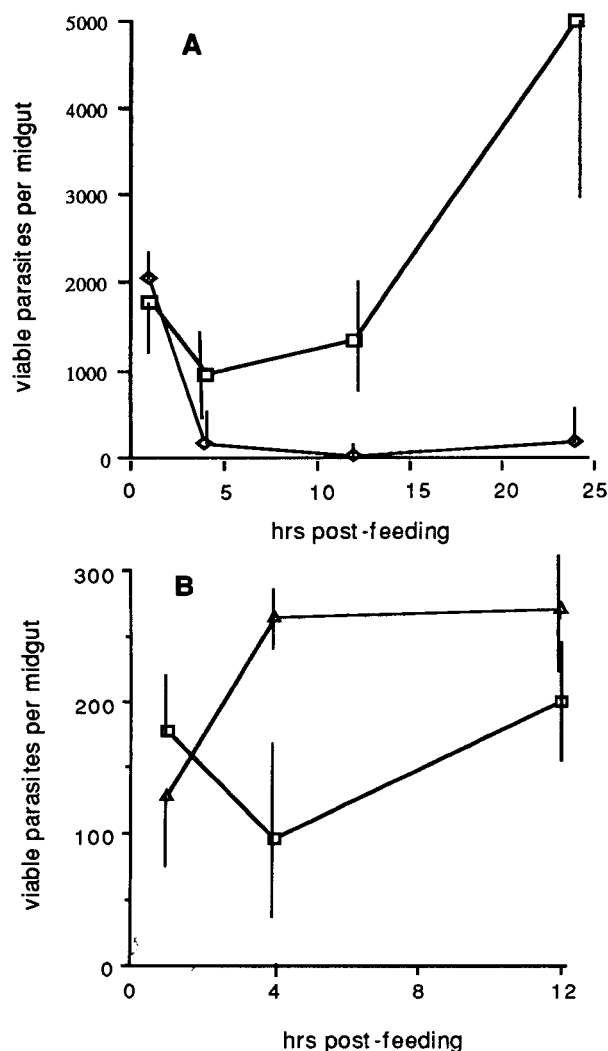 A
5000
4000
3000
2000
1000
0
viable parasites per midgut
0 5 10 15 20 25
hrs post-feeding
B
300
200
100
0
viable parasites per midgut
0 4 8 12
hrs post-feeding